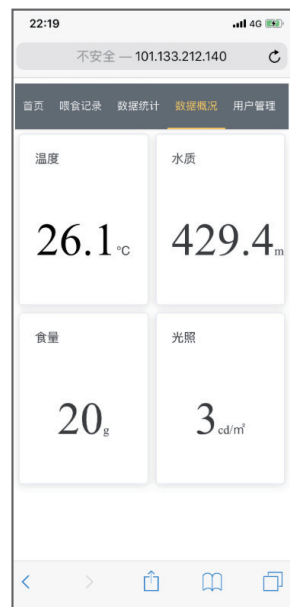 22:19 4G
不安全 — 101.133.212.140
首页 喂食记录 数据统计 数据概况 用户管理
温度 水质
26.1℃ 429.4m
食量 光照
20g 3cd/㎡